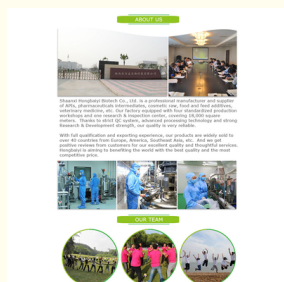 ABOUT US
Shaanxi Hongbaiyi Biotech Co., Ltd. is a professional manufacturer and supplier
of APIs, pharmaceuticals intermediates, cosmetic raw, food and feed additives,
veterinary medicine, etc. Our factory equipped with four standardized production
workshops and one research & inspection center, covering 16,000 square
meters. Thanks to strict QC system, advanced processing technology and strong
Research & Development strength, our quality is very reliable.
With full qualification and exporting experience, our products are widely sold to
over 40 countries from Europe, America, Southeast Asia, etc. And we get
positive reviews from customers for our excellent quality and thoughtful services.
Hongbaiyi is aiming to benefiting the world with the best quality and the most
competitive price.
OUR TEAM